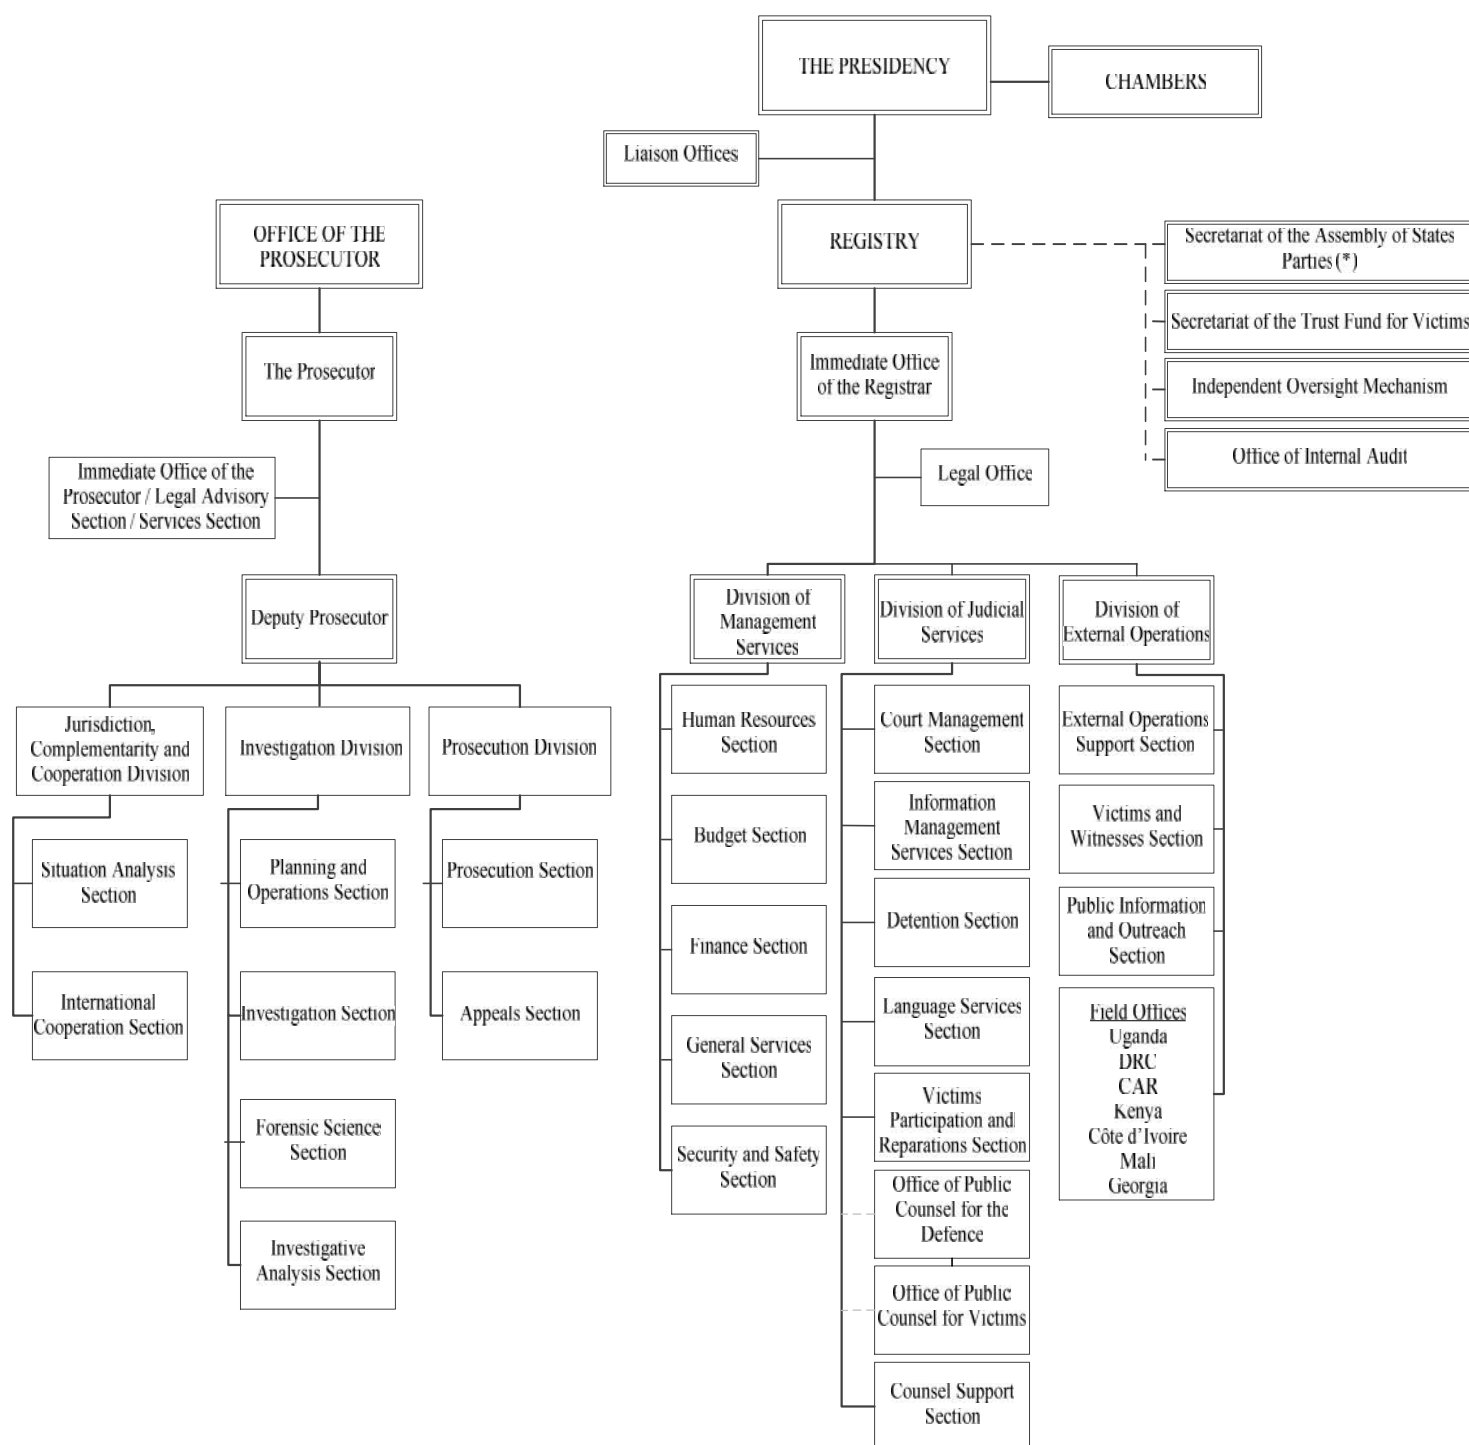 THE PRESIDENCY
CHAMBERS
Liaison Offices
OFFICE OF THE
PROSECUTOR
REGISTRY
Secretariat of the Assembly of States
Parties (*)
Secretariat of the Trust Fund for Victims
Independent Oversight Mechanism
Office of Internal Audit
The Prosecutor
Immediate Office
of the Registrar
Immediate Office of the
Prosecutor / Legal Advisory
Section / Services Section
Legal Office
Deputy Prosecutor
Division of
Management
Services
Division of Judicial
Services
Division of
External Operations
Jurisdiction,
Complementarity and
Cooperation Division
Investigation Division
Prosecution Division
Situation Analysis
Section
International
Cooperation Section
Planning and
Operations Section
Investigation Section
Forensic Science
Section
Investigative
Analysis Section
Prosecution Section
Appeals Section
Human Resources
Section
Budget Section
Finance Section
General Services
Section
Security and Safety
Section
Court Management
Section
Information
Management
Services Section
Detention Section
Language Services
Section
Victims
Participation and
Reparations Section
Office of Public
Counsel for the
Defence
Office of Public
Counsel for Victims
Counsel Support
Section
External Operations
Support Section
Victims and
Witnesses Section
Public Information
and Outreach
Section
Field Offices
Uganda
DRC
CAR
Kenya
Côte d’Ivoire
Mali
Georgia